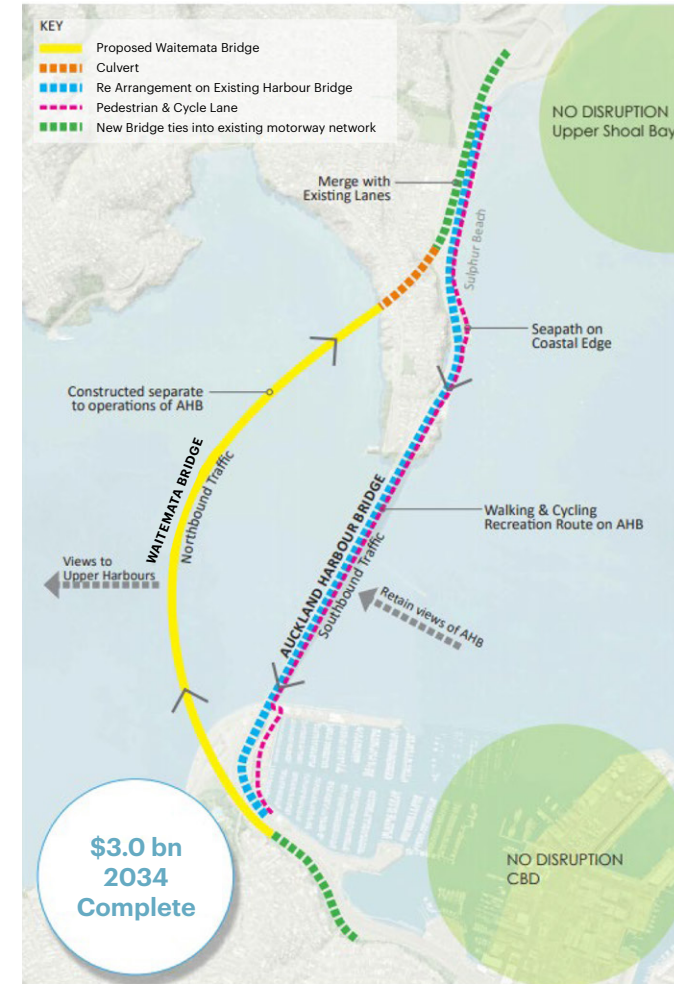 KEY
Proposed Waitemata Bridge
Culvert
Re Arrangement on Existing Harbour Bridge
Pedestrian & Cycle Lane
New Bridge ties into existing motorway network
NO DISRUPTION
Upper Shoal Bay
Merge with
Existing Lanes
Sulphur Beach
Seapath on
Coastal Edge
Constructed separate
to operations of AHB
WAITEMATA BRIDGE
Northbound Traffic
AUCKLAND HARBOUR BRIDGE
Southbound Traffic
Walking & Cycling
Recreation Route on AHB
Views to
Upper Harbours
Retain views of AHB
$3.0 bn
2034
Complete
NO DISRUPTION
CBD